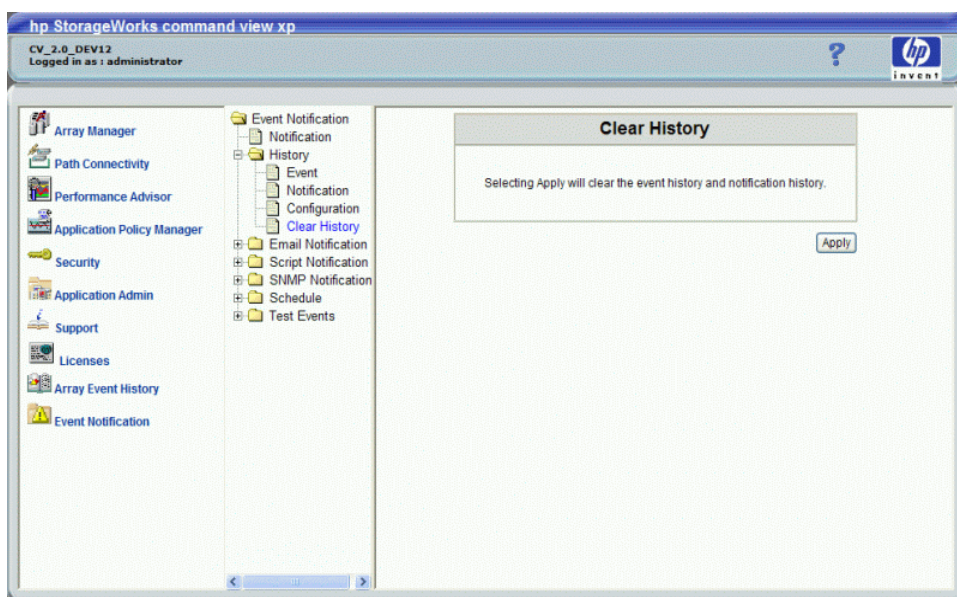 hp StorageWorks command view xp
CV_2.0_DEV12
Logged in as : administrator
?
hp
invent
Array Manager
Path Connectivity
Performance Advisor
Application Policy Manager
Security
Application Admin
Support
Licenses
Array Event History
Event Notification
Event Notification
Notification
History
Event
Notification
Configuration
Clear History
Email Notification
Script Notification
SNMP Notification
Schedule
Test Events
Clear History
Selecting Apply will clear the event history and notification history.
Apply